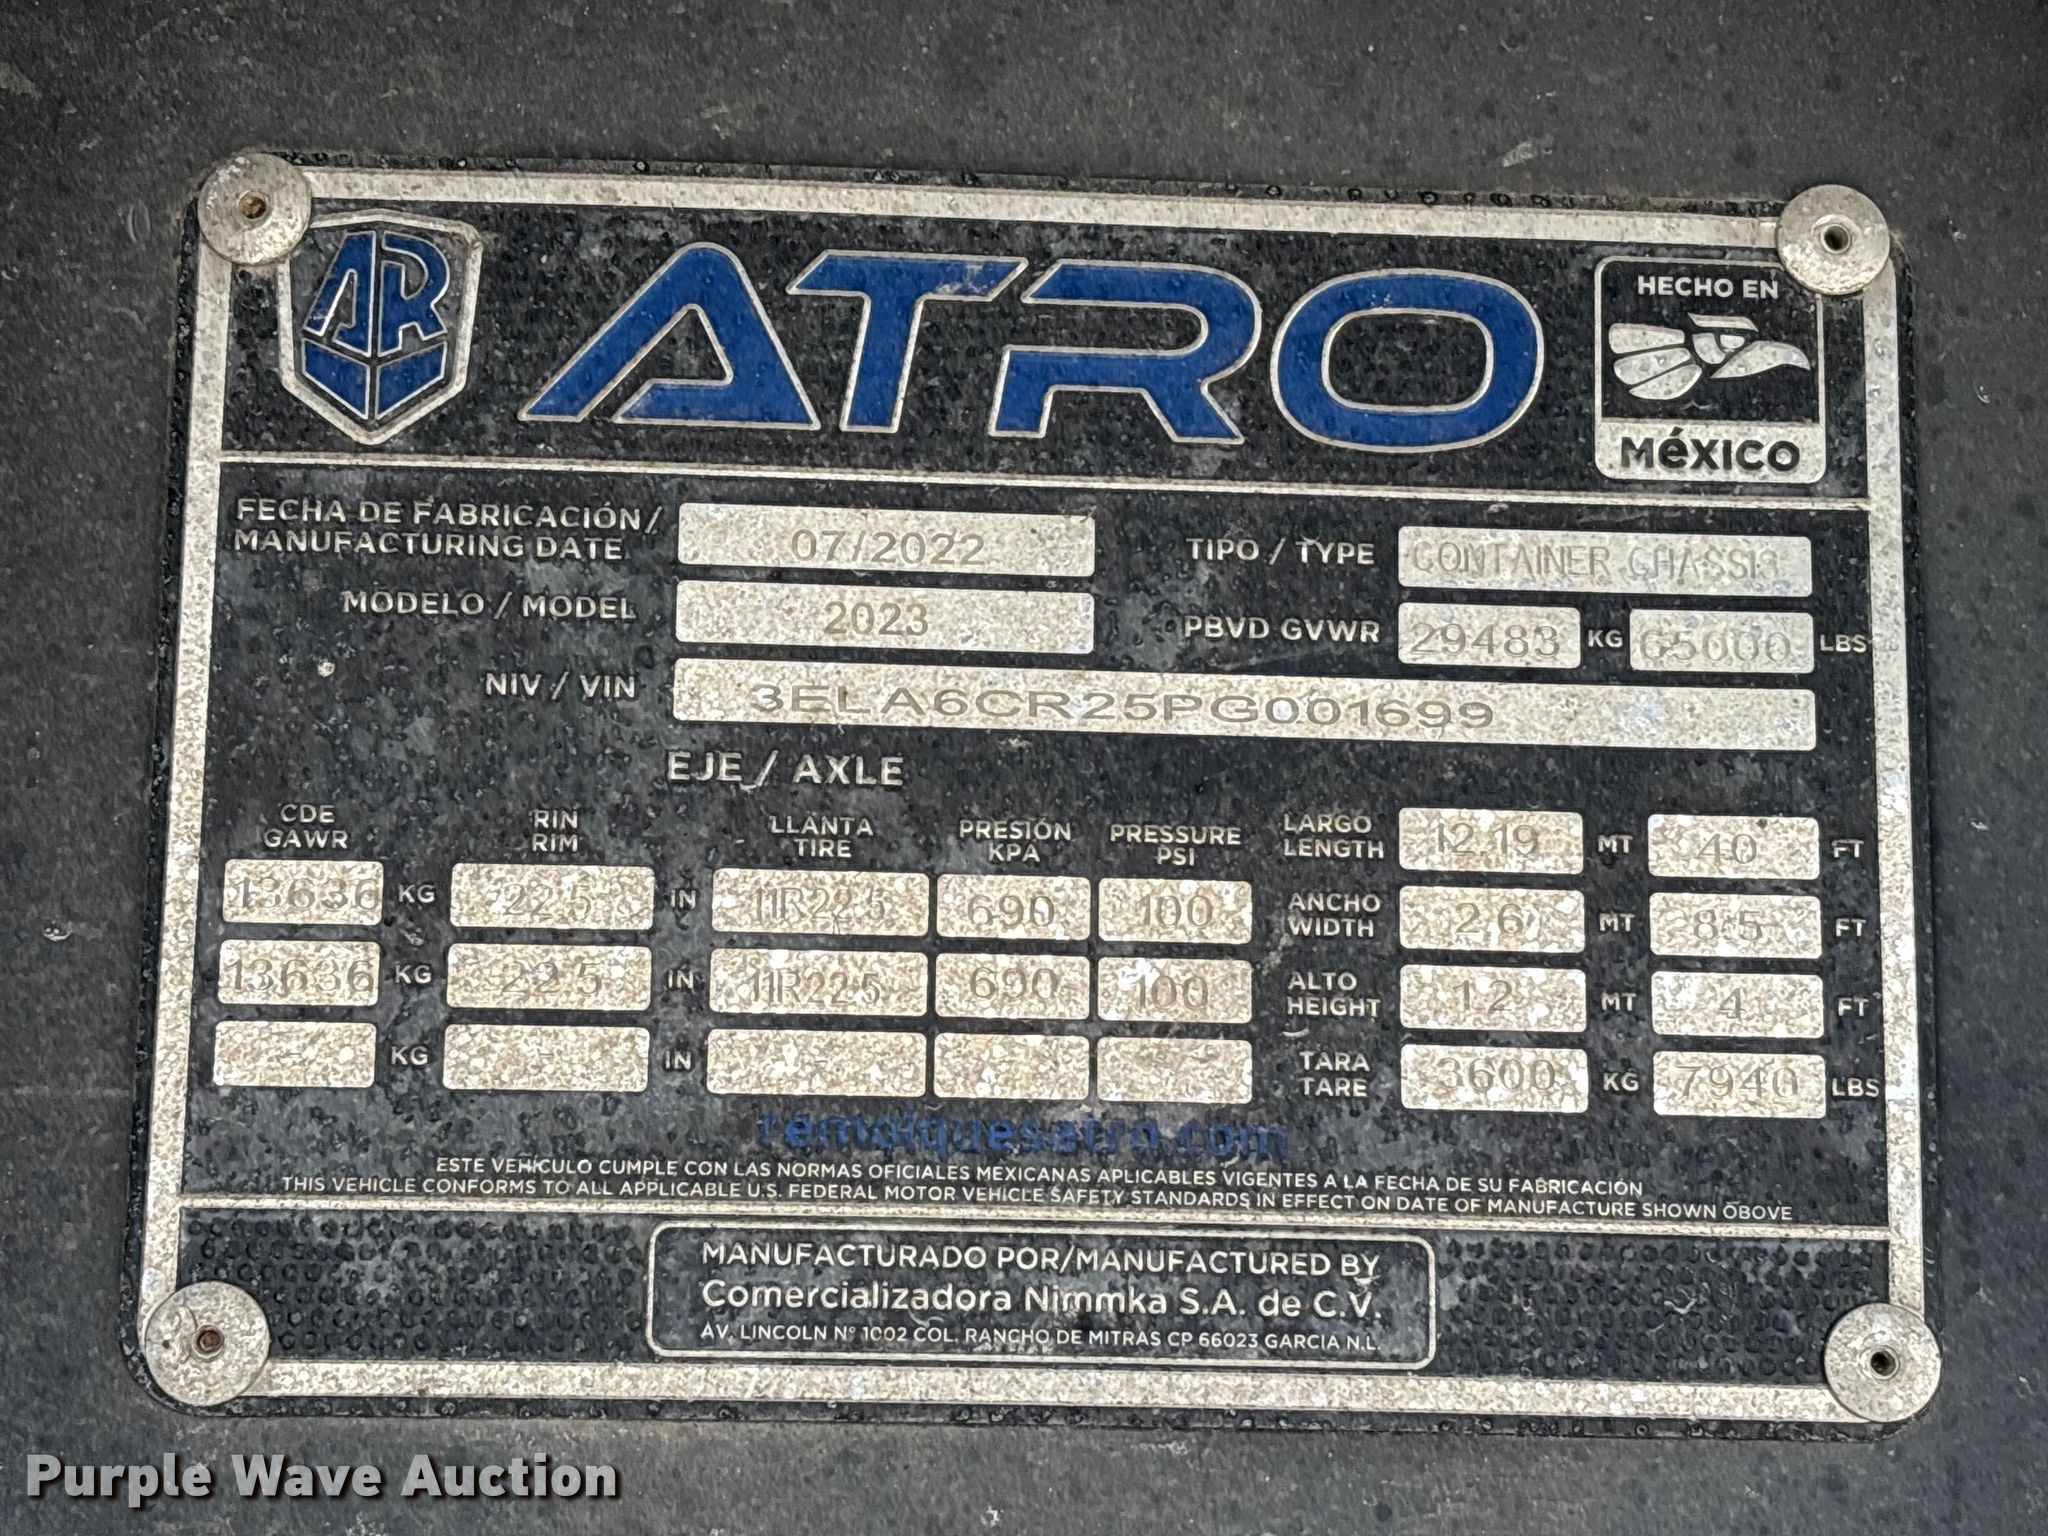 AR
ATRO
HECHO EN
MéXICO
FECHA DE FABRICACIÓN/
MANUFACTURING DATE 07/2022
TIPO / TYPE CONTAINER CHASSIS
MODELO / MODEL 2023
PBVD GVWR 29483 KG 65000 LBS
NIV / VIN 3ELA6CR25PG001699
EJE / AXLE
CDE GAWR RIN RIM LLANTA TIRE PRESIÓN KPA PRESSURE PSI
13636 KG 22.5 IN 11R22.5 690 100
13636 KG 22.5 IN 11R22.5 690 100
- KG - IN - - -
LARGO LENGTH 12.19 MT 40 FT
ANCHO WIDTH 2.6 MT 8.5 FT
ALTO HEIGHT 1.2 MT 4 FT
TARA TARE 3600 KG 7940 LBS
remolquesatro.com
ESTE VEHÍCULO CUMPLE CON LAS NORMAS OFICIALES MEXICANAS APLICABLES VIGENTES A LA FECHA DE SU FABRICACIÓN
THIS VEHICLE CONFORMS TO ALL APPLICABLE U.S. FEDERAL MOTOR VEHICLE SAFETY STANDARDS IN EFFECT ON DATE OF MANUFACTURE SHOWN OBOVE
MANUFACTURADO POR/MANUFACTURED BY
Comercializadora Nimmka S.A. de C.V.
AV. LINCOLN Nº 1002 COL. RANCHO DE MITRAS CP 66023 GARCIA N.L.
Purple Wave Auction